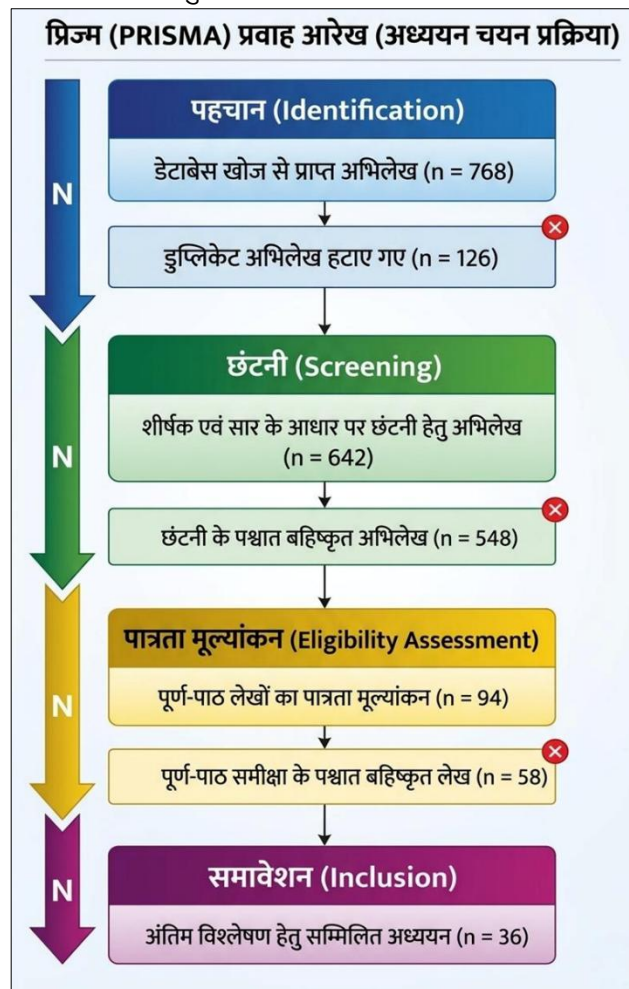 प्रिज्म (PRISMA) प्रवाह आरेख (अध्ययन चयन प्रक्रिया)
N
पहचान (Identification)
डेटाबेस खोज से प्राप्त अभिलेख (n = 768)
डुप्लिकेट अभिलेख हटाए गए (n = 126)
N
छंटनी (Screening)
शीर्षक एवं सार के आधार पर छंटनी हेतु अभिलेख
(n = 642)
छंटनी के पश्चात बहिष्कृत अभिलेख (n = 548)
N
पात्रता मूल्यांकन (Eligibility Assessment)
पूर्ण-पाठ लेखों का पात्रता मूल्यांकन (n = 94)
पूर्ण-पाठ समीक्षा के पश्चात बहिष्कृत लेख (n = 58)
N
समावेशन (Inclusion)
अंतिम विश्लेषण हेतु सम्मिलित अध्ययन (n = 36)